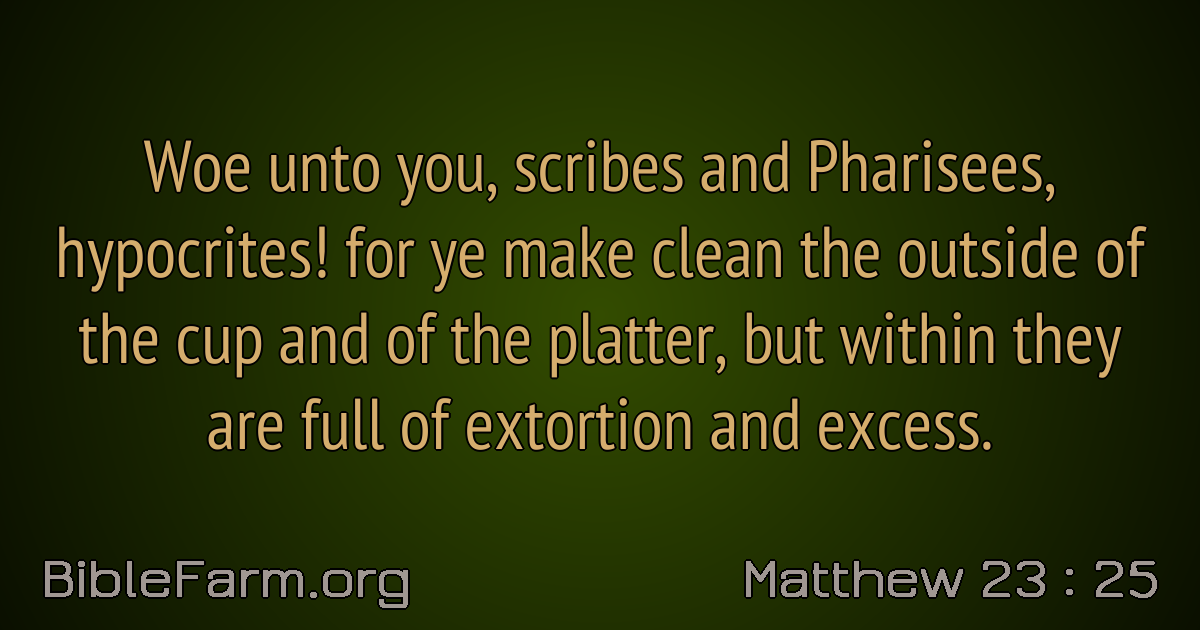 Woe unto you, scribes and Pharisees,
hypocrites! for ye make clean the outside of
the cup and of the platter, but within they
are full of extortion and excess.
BibleFarm.org
Matthew 23 : 25